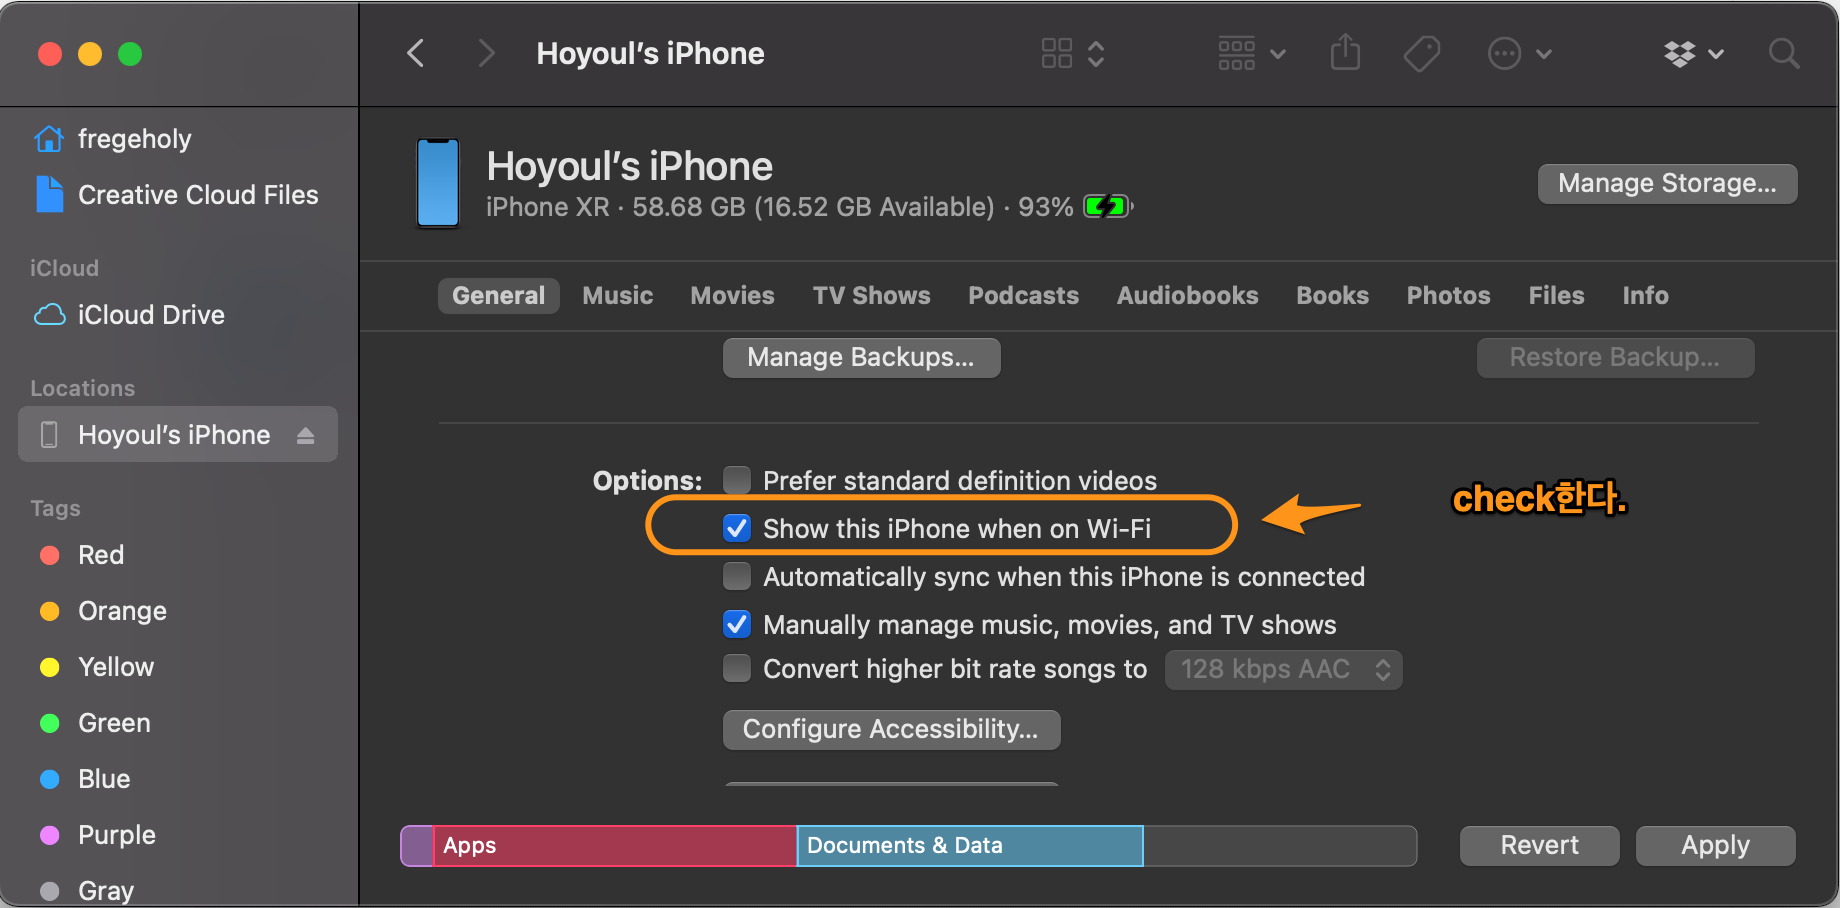 Hoyoul’s iPhone
fregeholy
Creative Cloud Files
iCloud
iCloud Drive
Locations
Hoyoul’s iPhone
Tags
Red
Orange
Yellow
Green
Blue
Purple
Gray
Hoyoul’s iPhone
iPhone XR · 58.68 GB (16.52 GB Available) · 93%
Manage Storage...
General Music Movies TV Shows Podcasts Audiobooks Books Photos Files Info
Manage Backups... Restore Backup...
Options: Prefer standard definition videos
Show this iPhone when on Wi-Fi
check한다.
Automatically sync when this iPhone is connected
Manually manage music, movies, and TV shows
Convert higher bit rate songs to 128 kbps AAC
Configure Accessibility...
Apps Documents & Data Revert Apply